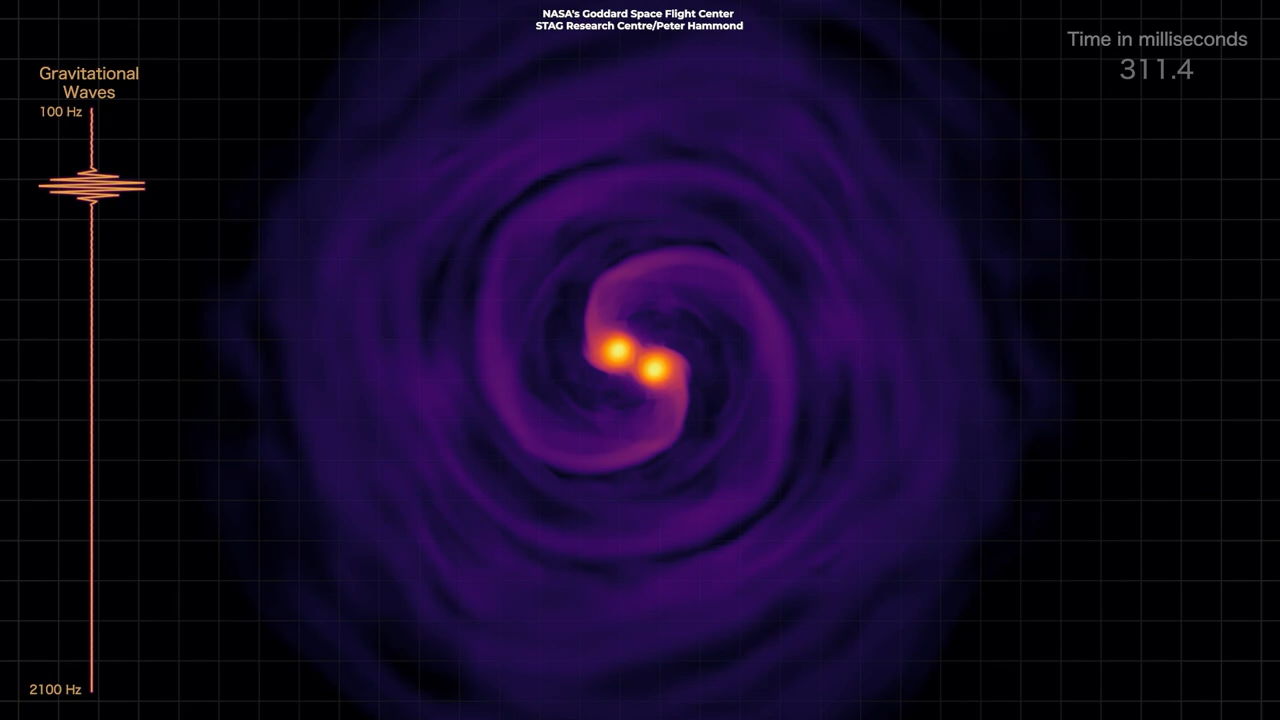 NASA's Goddard Space Flight Center
STAG Research Centre/Peter Hammond
Time in milliseconds
311.4
Gravitational
Waves
100 Hz
2100 Hz